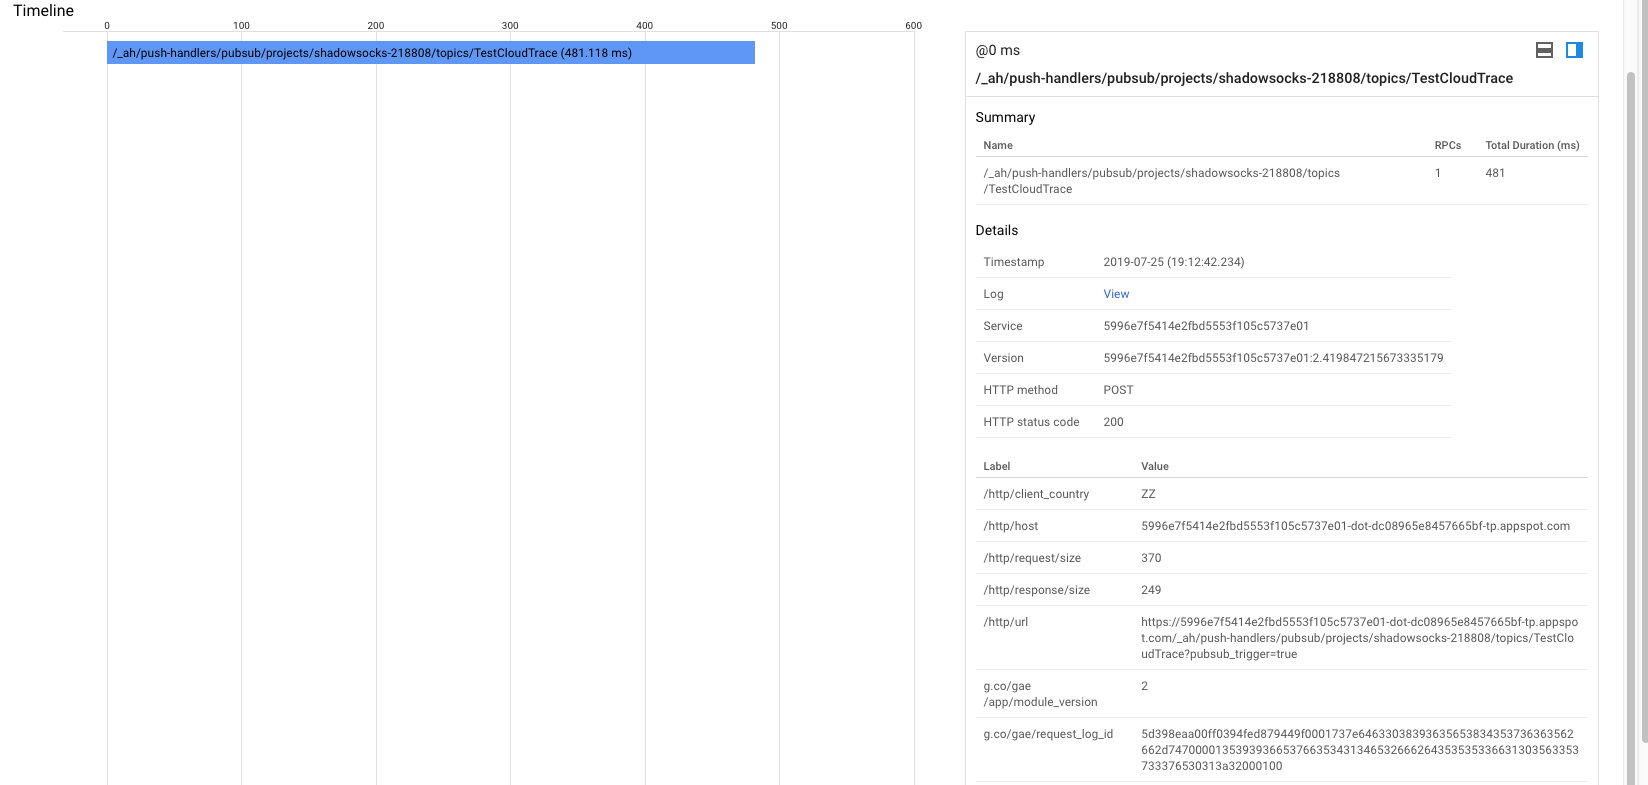 Timeline
0 100 200 300 400 500 600
/_ah/push-handlers/pubsub/projects/shadowsocks-218808/topics/TestCloudTrace (481.118 ms)
@0 ms
/_ah/push-handlers/pubsub/projects/shadowsocks-218808/topics/TestCloudTrace
Summary
Name RPCs Total Duration (ms)
/_ah/push-handlers/pubsub/projects/shadowsocks-218808/topics 1 481
/TestCloudTrace
Details
Timestamp 2019-07-25 (19:12:42.234)
Log View
Service 5996e7f5414e2fbd5553f105c5737e01
Version 5996e7f5414e2fbd5553f105c5737e01:2.419847215673335179
HTTP method POST
HTTP status code 200
Label Value
/http/client_country ZZ
/http/host 5996e7f5414e2fbd5553f105c5737e01-dot-dc08965e8457665bf-tp.appspot.com
/http/request/size 370
/http/response/size 249
/http/url https://5996e7f5414e2fbd5553f105c5737e01-dot-dc08965e8457665bf-tp.appspo
t.com/_ah/push-handlers/pubsub/projects/shadowsocks-218808/topics/TestClo
udTrace?pubsub_trigger=true
g.co/gae 2
/app/module_version
g.co/gae/request_log_id 5d398eaa00ff0394fed879449f0001737e64633038393635653834353736363562
662d7470000135393936653766353431346532666264353535336631303563353
733376530313a32000100